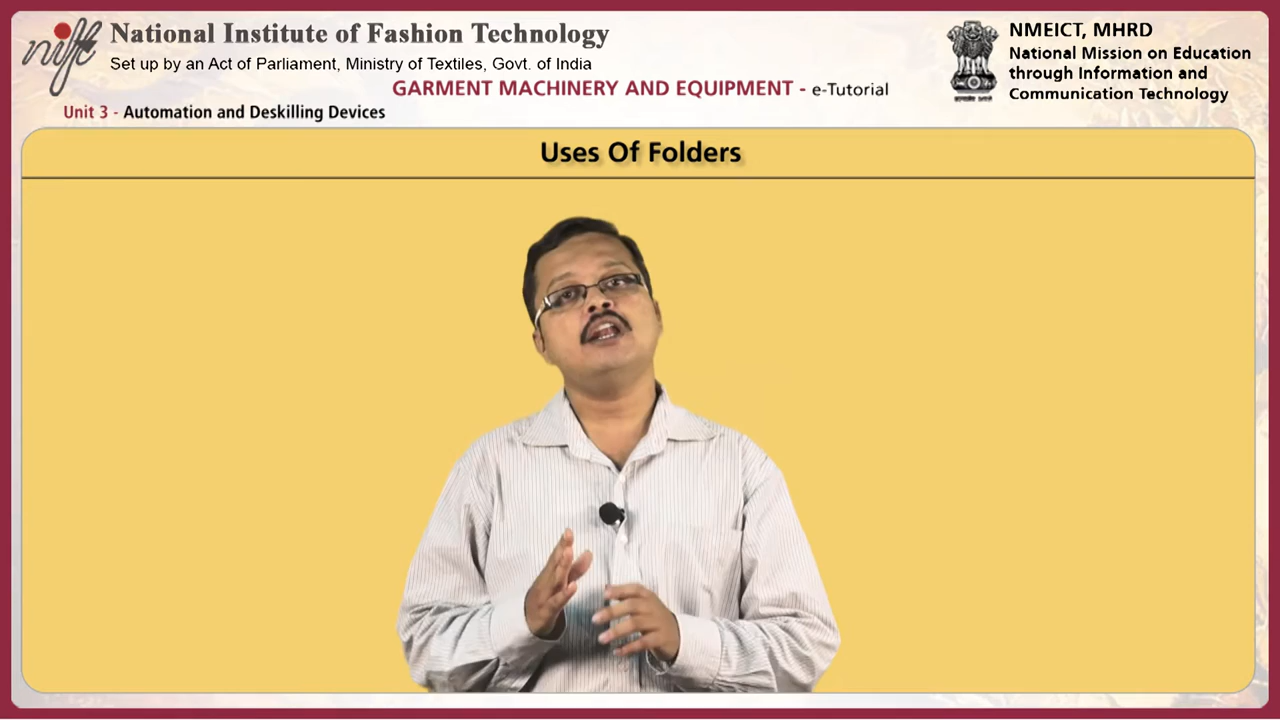 nift
National Institute of Fashion Technology
Set up by an Act of Parliament, Ministry of Textiles, Govt. of India
GARMENT MACHINERY AND EQUIPMENT - e-Tutorial
Unit 3 - Automation and Deskilling Devices
NMEICT, MHRD
National Mission on Education
through Information and
Communication Technology
Uses Of Folders